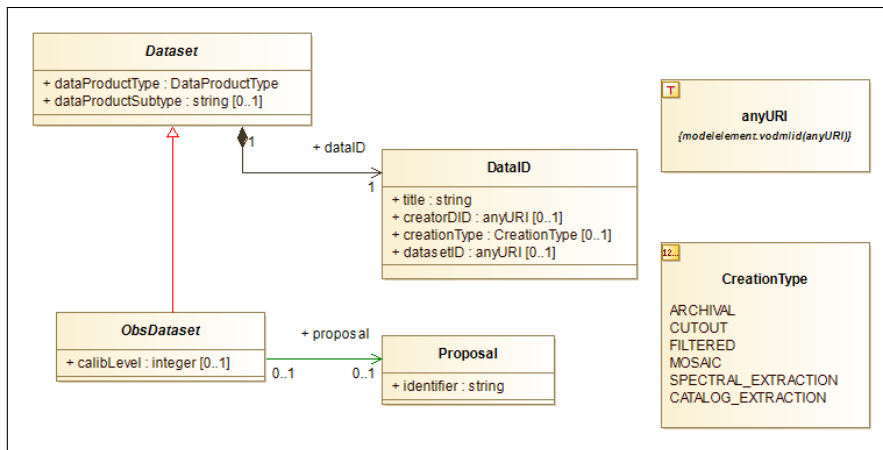 Dataset
+ dataProductType : DataProductType
+ dataProductSubtype : string [0..1]
1
+ dataID
1
DataID
+ title : string
+ creatorDID : anyURI [0..1]
+ creationType : CreationType [0..1]
+ datasetID : anyURI [0..1]
T
anyURI
{modelelement.vodmlid(anyURI)}
ObsDataset
+ calibLevel : integer [0..1]
+ proposal
0..1
0..1
Proposal
+ identifier : string
12...
CreationType
ARCHIVAL
CUTOUT
FILTERED
MOSAIC
SPECTRAL_EXTRACTION
CATALOG_EXTRACTION